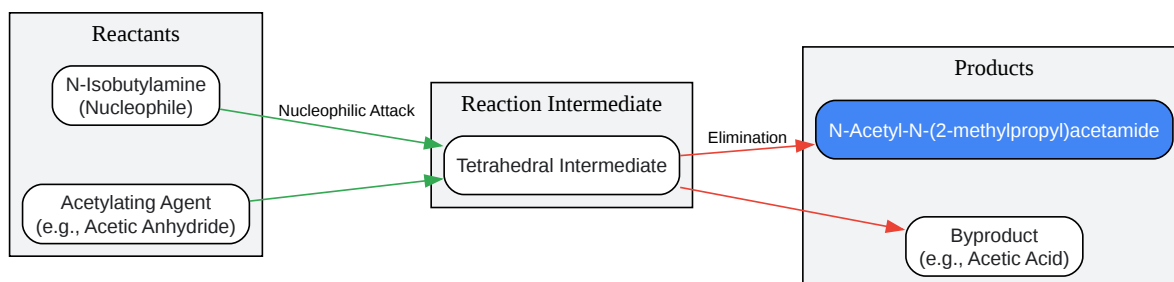 Reactants
N-Isobutylamine
(Nucleophile)
Acetylating Agent
(e.g., Acetic Anhydride)
Nucleophilic Attack
Reaction Intermediate
Tetrahedral Intermediate
Elimination
Products
N-Acetyl-N-(2-methylpropyl)acetamide
Byproduct
(e.g., Acetic Acid)